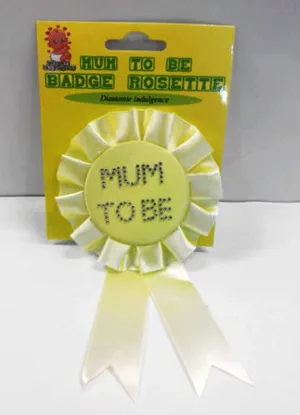 MUM TO BE
BADGE ROSETTE
Diamante indulgence
MUM
TO BE